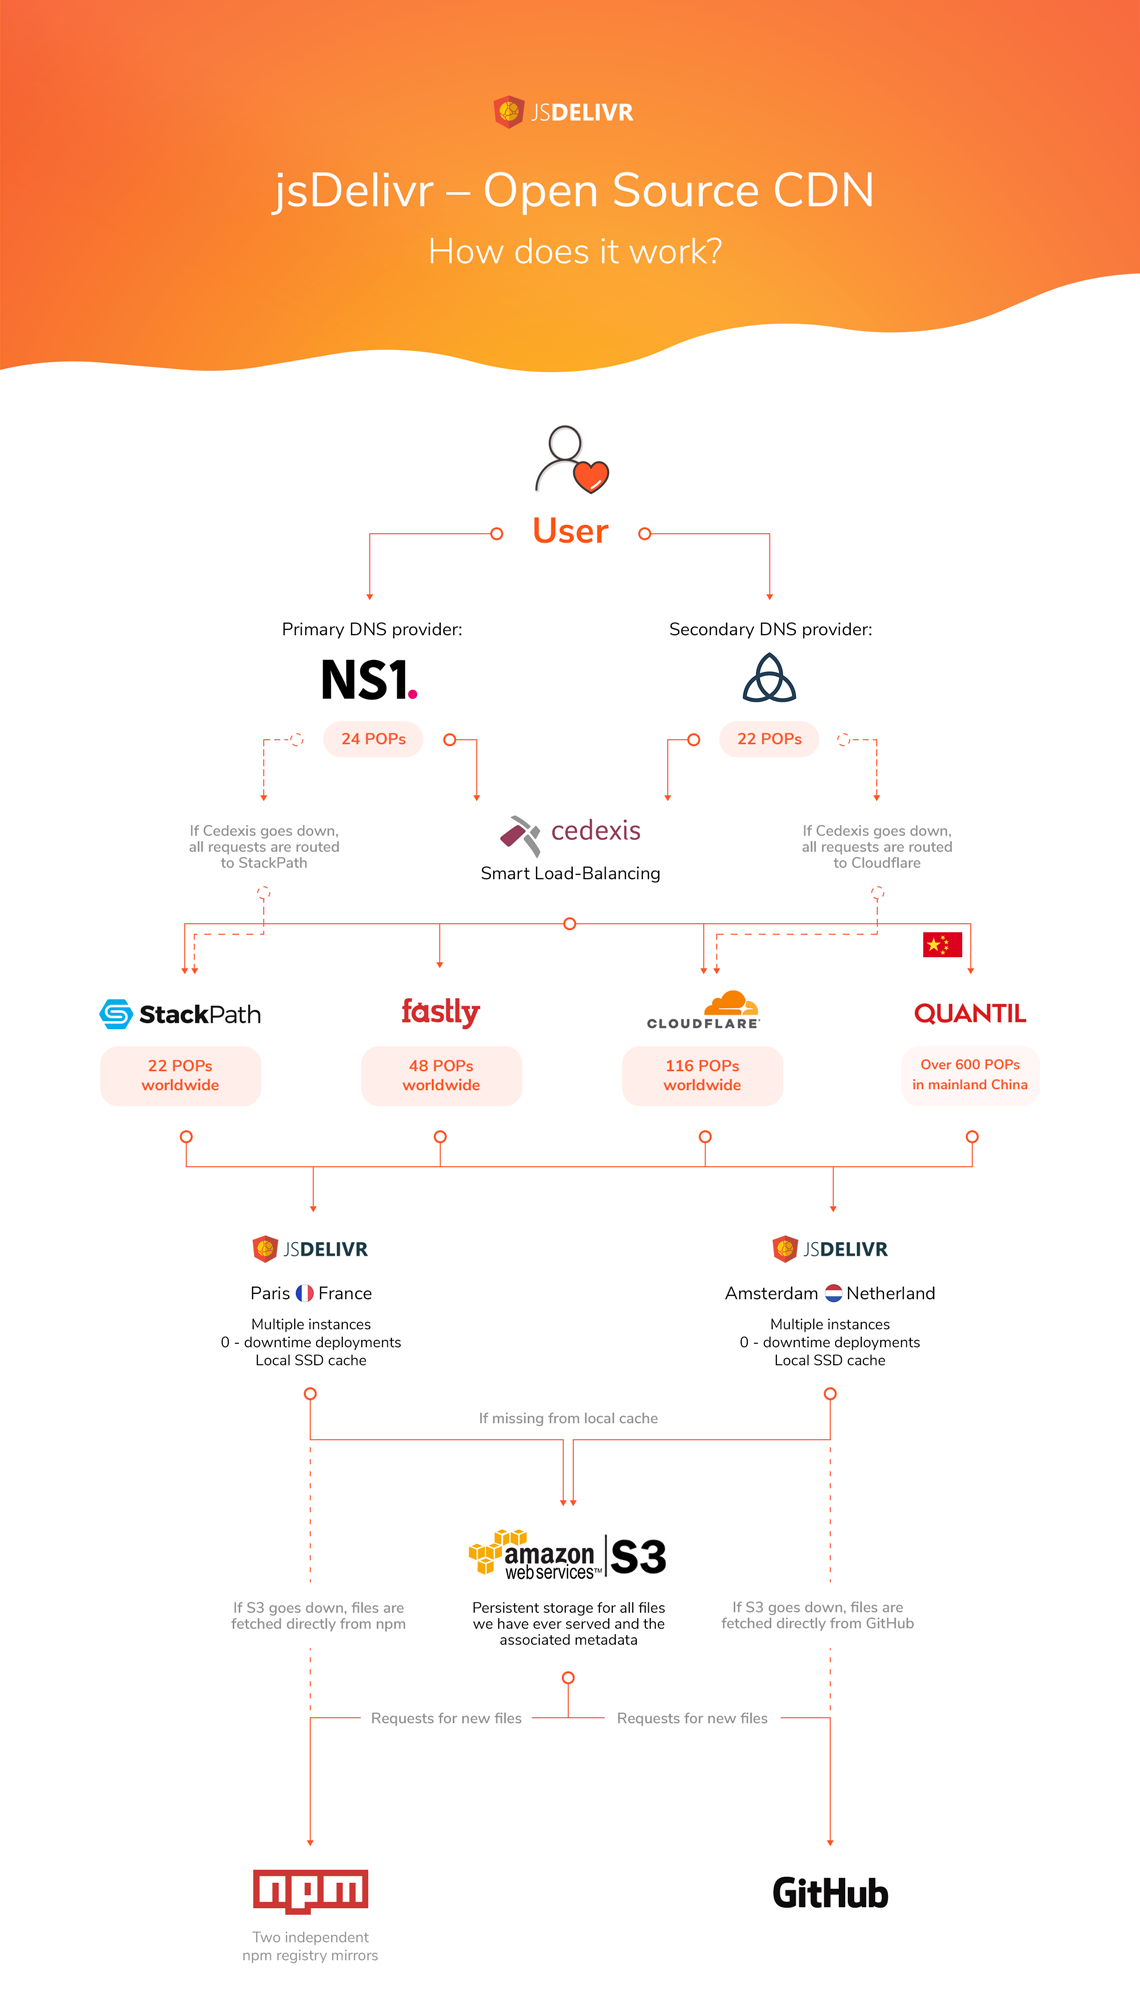 JSDELIVR
jsDelivr – Open Source CDN
How does it work?
User
Primary DNS provider:
Secondary DNS provider:
NS1.
24 POPs
22 POPs
If Cedexis goes down,
all requests are routed
to StackPath
cedexis
Smart Load-Balancing
If Cedexis goes down,
all requests are routed
to Cloudflare
StackPath
fastly
CLOUDFLARE
QUANTIL
22 POPs
worldwide
48 POPs
worldwide
116 POPs
worldwide
Over 600 POPs
in mainland China
JSDELIVR
Paris France
Multiple instances
0 - downtime deployments
Local SSD cache
JSDELIVR
Amsterdam Netherland
Multiple instances
0 - downtime deployments
Local SSD cache
If missing from local cache
amazon
web services™
S3
If S3 goes down, files are
fetched directly from npm
Persistent storage for all files
we have ever served and the
associated metadata
If S3 goes down, files are
fetched directly from GitHub
Requests for new files
Requests for new files
npm
Two independent
npm registry mirrors
GitHub